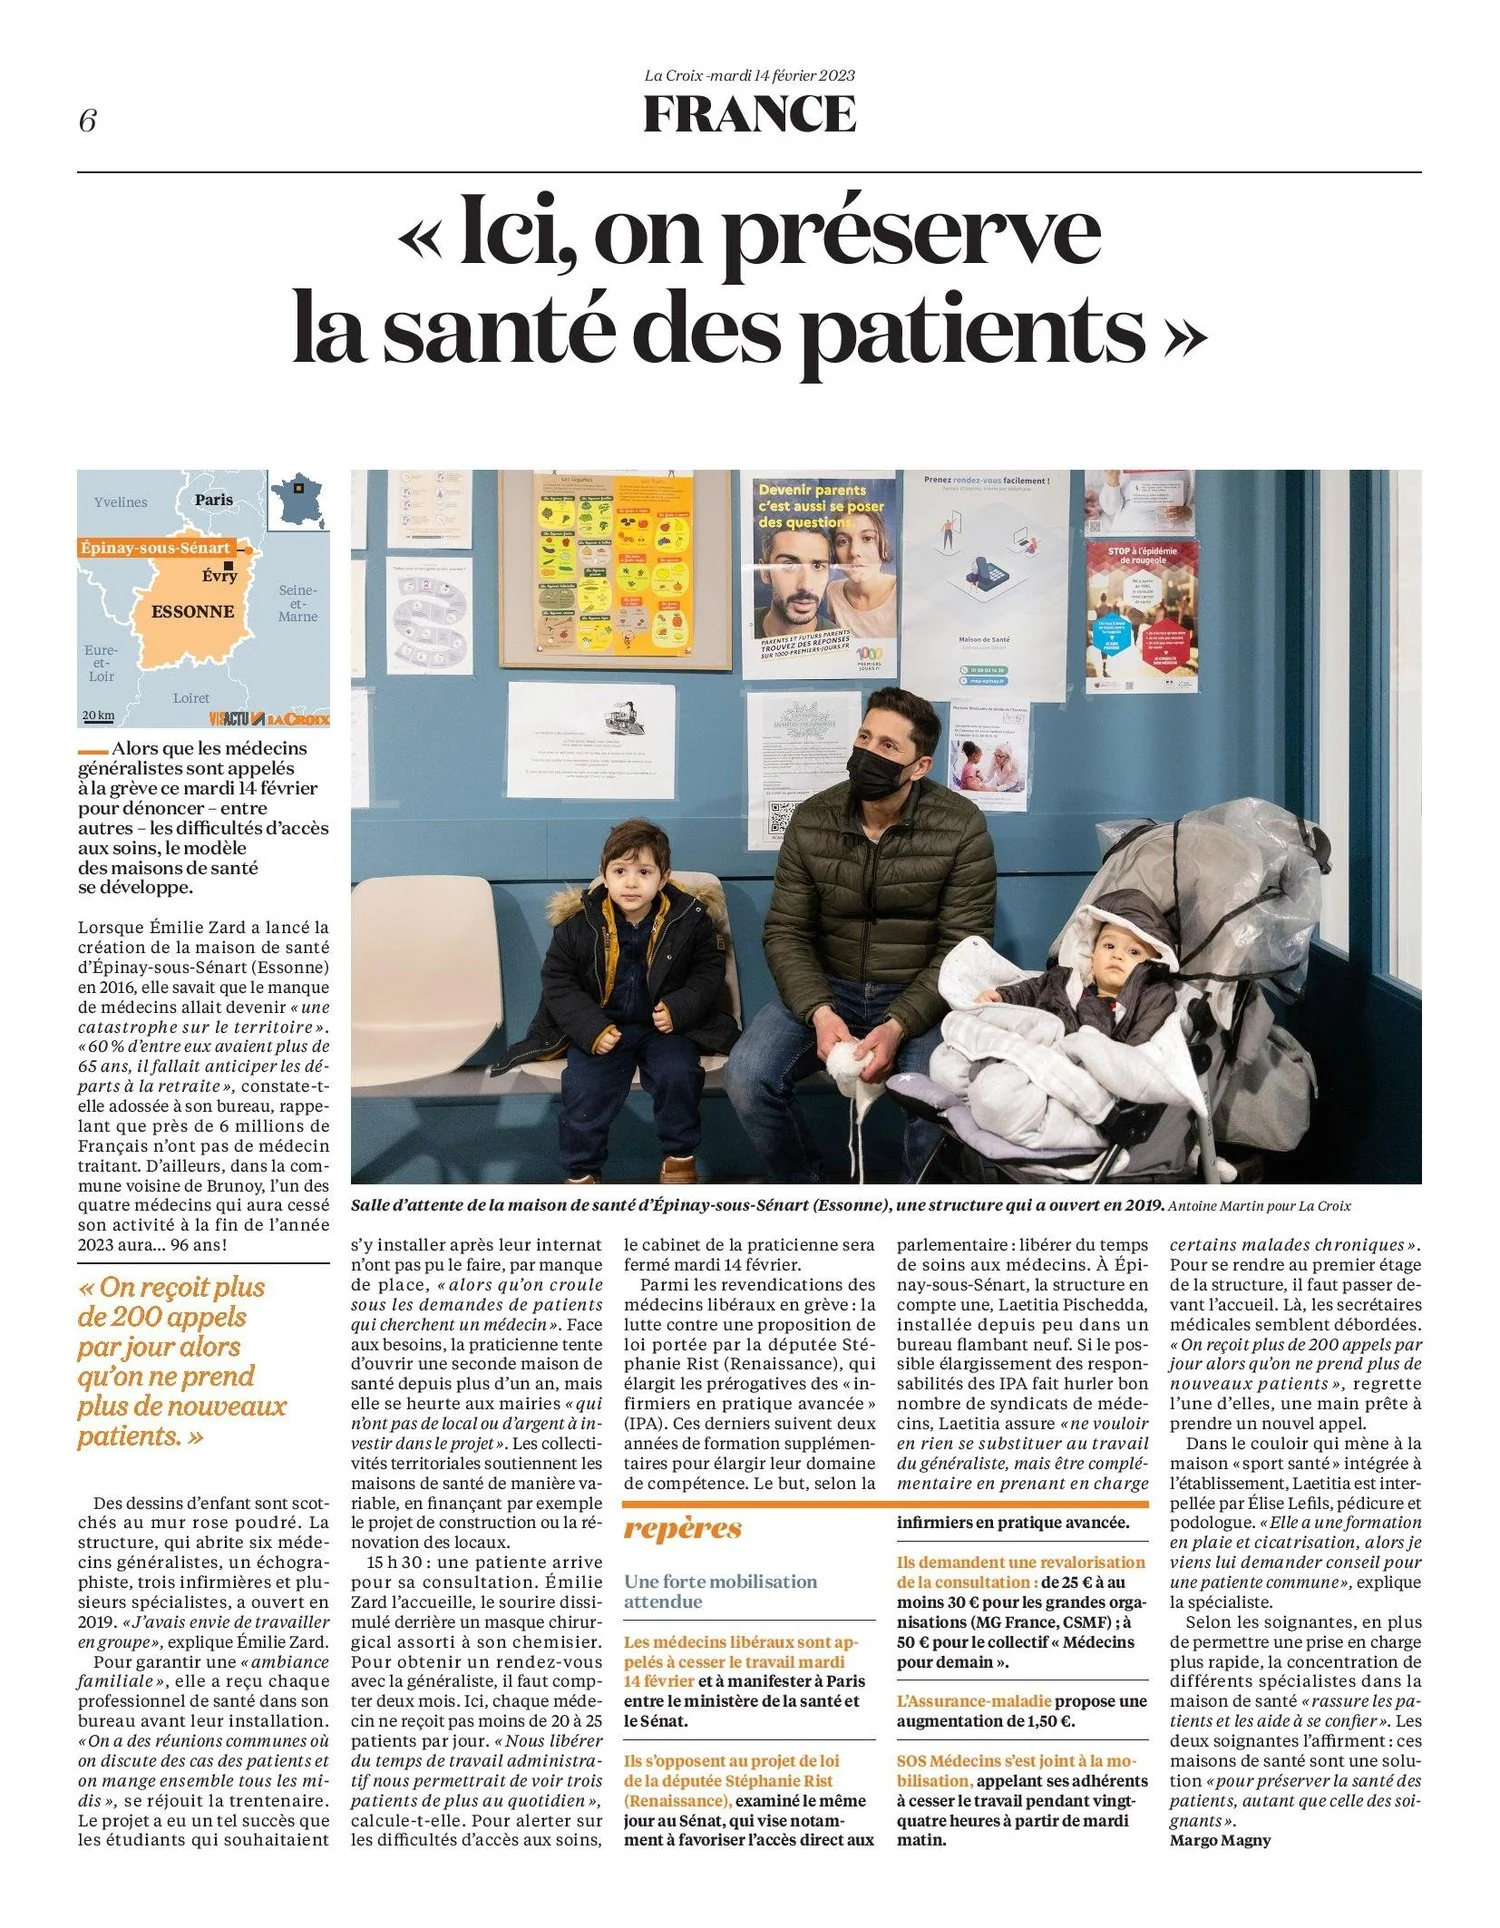 La Croix -mardi 14 février 2023
6
FRANCE
« Ici, on préserve
la santé des patients »
Yvelines
Paris
Épinay-sous-Sénart
Évry
ESSONNE
Seine-
et-
Marne
Eure-
et-
Loir
Loiret
20 km
VISACTU
LA CROIX
Les légumes
Les fruits
Devenir parents
c'est aussi se poser
des questions.
PARENTS ET FUTURS PARENTS
TROUVEZ DES RÉPONSES
SUR 1000-PREMIERS-JOURS.FR
1000
PREMIERS
JOURS.
Prenez rendez-vous facilement !
Maison de Santé
01 69 03 14 39
msp-epinay.fr
STOP à l'épidémie
de rougeole
Alors que les médecins
généralistes sont appelés
à la grève ce mardi 14 février
pour dénoncer – entre
autres – les difficultés d'accès
aux soins, le modèle
des maisons de santé
se développe.
Lorsque Émilie Zard a lancé la
création de la maison de santé
d'Épinay-sous-Sénart (Essonne)
en 2016, elle savait que le manque
de médecins allait devenir « une
catastrophe sur le territoire ».
« 60 % d'entre eux avaient plus de
65 ans, il fallait anticiper les dé-
parts à la retraite », constate-t-
elle adossée à son bureau, rappe-
lant que près de 6 millions de
Français n'ont pas de médecin
traitant. D'ailleurs, dans la com-
mune voisine de Brunoy, l'un des
quatre médecins qui aura cessé
son activité à la fin de l'année
2023 aura… 96 ans !
« On reçoit plus
de 200 appels
par jour alors
qu'on ne prend
plus de nouveaux
patients. »
Des dessins d'enfant sont scot-
chés au mur rose poudré. La
structure, qui abrite six méde-
cins généralistes, un échogra-
phiste, trois infirmières et plu-
sieurs spécialistes, a ouvert en
2019. « J'avais envie de travailler
en groupe », explique Émilie Zard.
Pour garantir une « ambiance
familiale », elle a reçu chaque
professionnel de santé dans son
bureau avant leur installation.
« On a des réunions communes où
on discute des cas des patients et
on mange ensemble tous les mi-
dis », se réjouit la trentenaire.
Le projet a eu un tel succès que
les étudiants qui souhaitaient
Salle d'attente de la maison de santé d'Épinay-sous-Sénart (Essonne), une structure qui a ouvert en 2019. Antoine Martin pour La Croix
s'y installer après leur internat
n'ont pas pu le faire, par manque
de place, « alors qu'on croule
sous les demandes de patients
qui cherchent un médecin ». Face
aux besoins, la praticienne tente
d'ouvrir une seconde maison de
santé depuis plus d'un an, mais
elle se heurte aux mairies « qui
n'ont pas de local ou d'argent à in-
vestir dans le projet ». Les collecti-
vités territoriales soutiennent les
maisons de santé de manière va-
riable, en finançant par exemple
le projet de construction ou la ré-
novation des locaux.
15 h 30 : une patiente arrive
pour sa consultation. Émilie
Zard l'accueille, le sourire dissi-
mulé derrière un masque chirur-
gical assorti à son chemisier.
Pour obtenir un rendez-vous
avec la généraliste, il faut comp-
ter deux mois. Ici, chaque méde-
cin ne reçoit pas moins de 20 à 25
patients par jour. « Nous libérer
du temps de travail administra-
tif nous permettrait de voir trois
patients de plus au quotidien »,
calcule-t-elle. Pour alerter sur
les difficultés d'accès aux soins,
le cabinet de la praticienne sera
fermé mardi 14 février.
Parmi les revendications des
médecins libéraux en grève : la
lutte contre une proposition de
loi portée par la députée Sté-
phanie Rist (Renaissance), qui
élargit les prérogatives des « in-
firmiers en pratique avancée »
(IPA). Ces derniers suivent deux
années de formation supplémen-
taires pour élargir leur domaine
de compétence. Le but, selon la
parlementaire : libérer du temps
de soins aux médecins. À Épi-
nay-sous-Sénart, la structure en
compte une, Laetitia Pischedda,
installée depuis peu dans un
bureau flambant neuf. Si le pos-
sible élargissement des respon-
sabilités des IPA fait hurler bon
nombre de syndicats de méde-
cins, Laetitia assure « ne vouloir
en rien se substituer au travail
du généraliste, mais être complé-
mentaire en prenant en charge
certains malades chroniques ».
Pour se rendre au premier étage
de la structure, il faut passer de-
vant l'accueil. Là, les secrétaires
médicales semblent débordées.
« On reçoit plus de 200 appels par
jour alors qu'on ne prend plus de
nouveaux patients », regrette
l'une d'elles, une main prête à
prendre un nouvel appel.
Dans le couloir qui mène à la
maison « sport santé » intégrée à
l'établissement, Laetitia est inter-
pellée par Élise Lefils, pédicure et
podologue. « Elle a une formation
en plaie et cicatrisation, alors je
viens lui demander conseil pour
une patiente commune », explique
la spécialiste.
Selon les soignantes, en plus
de permettre une prise en charge
plus rapide, la concentration de
différents spécialistes dans la
maison de santé « rassure les pa-
tients et les aide à se confier ». Les
deux soignantes l'affirment : ces
maisons de santé sont une solu-
tion « pour préserver la santé des
patients, autant que celle des soi-
gnants ».
Margo Magny
repères
Une forte mobilisation
attendue
Les médecins libéraux sont ap-
pelés à cesser le travail mardi
14 février et à manifester à Paris
entre le ministère de la santé et
le Sénat.
Ils s'opposent au projet de loi
de la députée Stéphanie Rist
(Renaissance), examiné le même
jour au Sénat, qui vise notam-
ment à favoriser l'accès direct aux
infirmiers en pratique avancée.
Ils demandent une revalorisation
de la consultation : de 25 € à au
moins 30 € pour les grandes orga-
nisations (MG France, CSMF) ; à
50 € pour le collectif « Médecins
pour demain ».
L'Assurance-maladie propose une
augmentation de 1,50 €.
SOS Médecins s'est joint à la mo-
bilisation, appelant ses adhérents
à cesser le travail pendant vingt-
quatre heures à partir de mardi
matin.